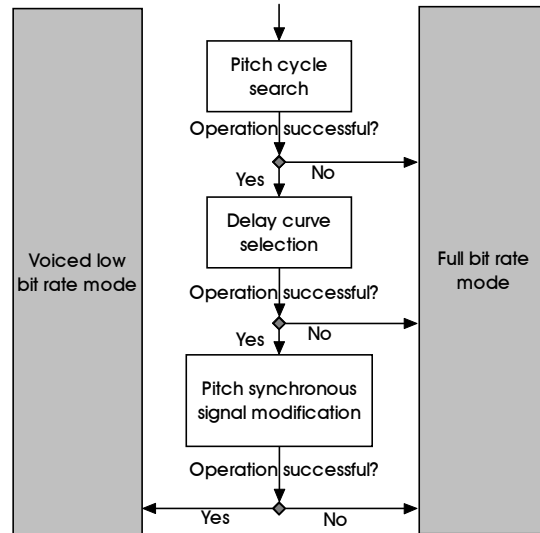 Pitch cycle
search
Operation successful?
Yes
No
Delay curve
selection
Voiced low
bit rate mode
Full bit rate
mode
Operation successful?
Yes
No
Pitch synchronous
signal modification
Operation successful?
Yes
No